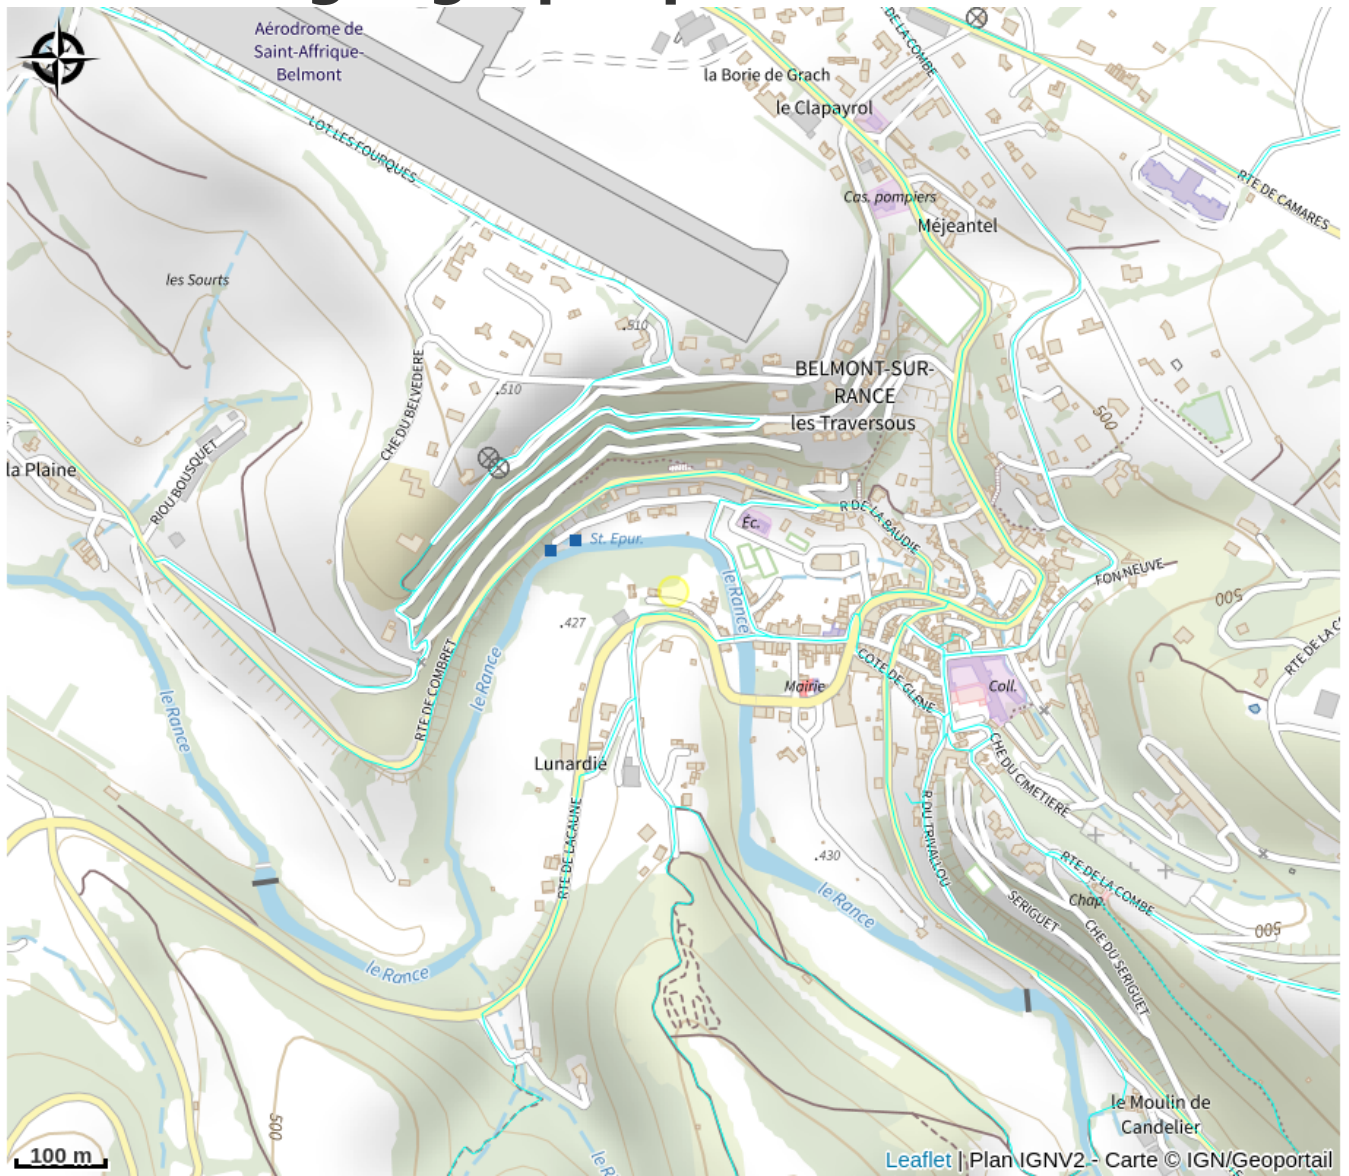 Aérodrome de
Saint-Affrique-
Belmont
DE LA COMBE
la Borie de Grach
le Clapayrol
LOT LES FOURQUES
RTE DE CAMARES
Cas. pompiers
Méjeantel
les Sourts
.510
BELMONT-SUR-
RANCE
les Traversous
.510
CHE DU BELVEDERE
500
la Plaine
RIOU BOUSQUET
R DE LA BAUDIE
Éc.
St. Epur.
le Rance
FON NEUVE
500
.427
RTE DE LA C
RTE DE COMBRET
le Rance
le Rance
COTE DE GLENE
Mairie
Coll.
Lunardie
CHE DU CIMETIERE
RTE DE LACAUNE
R DU TRIVALLOU
.430
le Rance
RTE DE LA COMBE
Chap.
SERIGUET
CHE DU SERIGUET
500
le Rance
le Moulin de
Candelier
500
le R
100 m
Leaflet | Plan IGNV2 - Carte © IGN/Geoportail